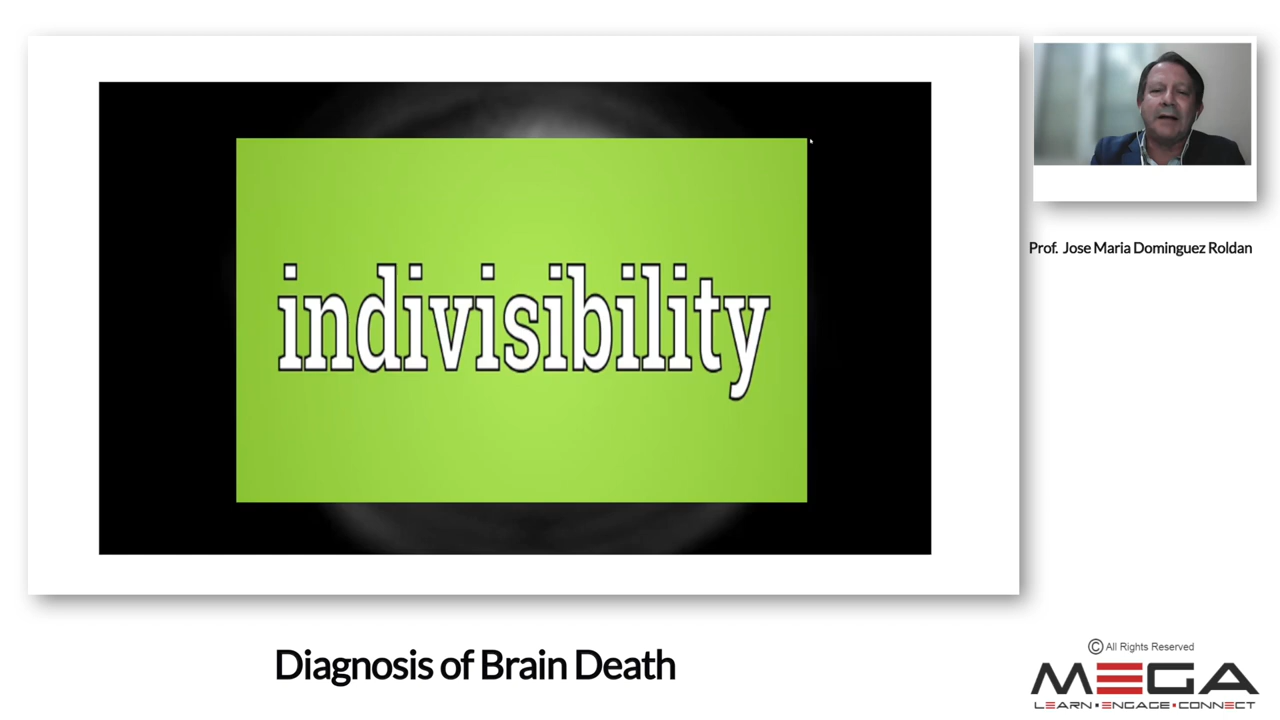 indivisibility
Prof. Jose Maria Dominguez Roldan
Diagnosis of Brain Death
© All Rights Reserved
MEGA
LEARN ▪ ENGAGE ▪ CONNECT